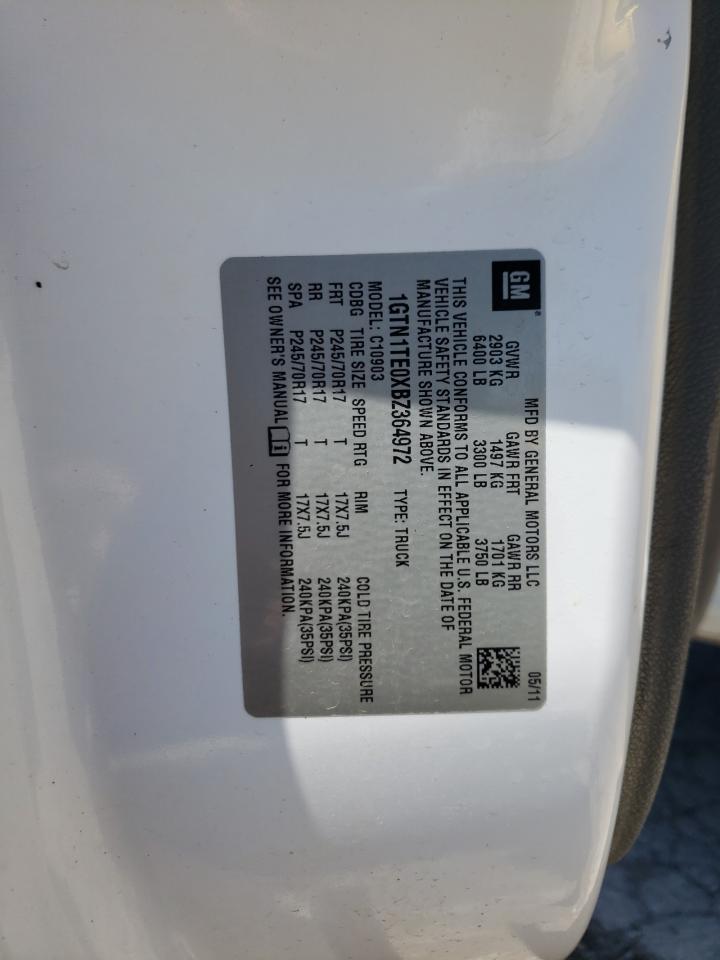 GM
MFD BY GENERAL MOTORS LLC 05/11
GVWR GAWR FRT GAWR RR
2903 KG 1497 KG 1701 KG
6400 LB 3300 LB 3750 LB
THIS VEHICLE CONFORMS TO ALL APPLICABLE U.S. FEDERAL MOTOR
VEHICLE SAFETY STANDARDS IN EFFECT ON THE DATE OF
MANUFACTURE SHOWN ABOVE.
1GTN1TE0XBZ364972 TYPE: TRUCK
MODEL: C10903
CDBG TIRE SIZE SPEED RTG RIM COLD TIRE PRESSURE
FRT P245/70R17 T 17X7.5J 240KPA(35PSI)
RR P245/70R17 T 17X7.5J 240KPA(35PSI)
SPA P245/70R17 T 17X7.5J 240KPA(35PSI)
SEE OWNER'S MANUAL FOR MORE INFORMATION.